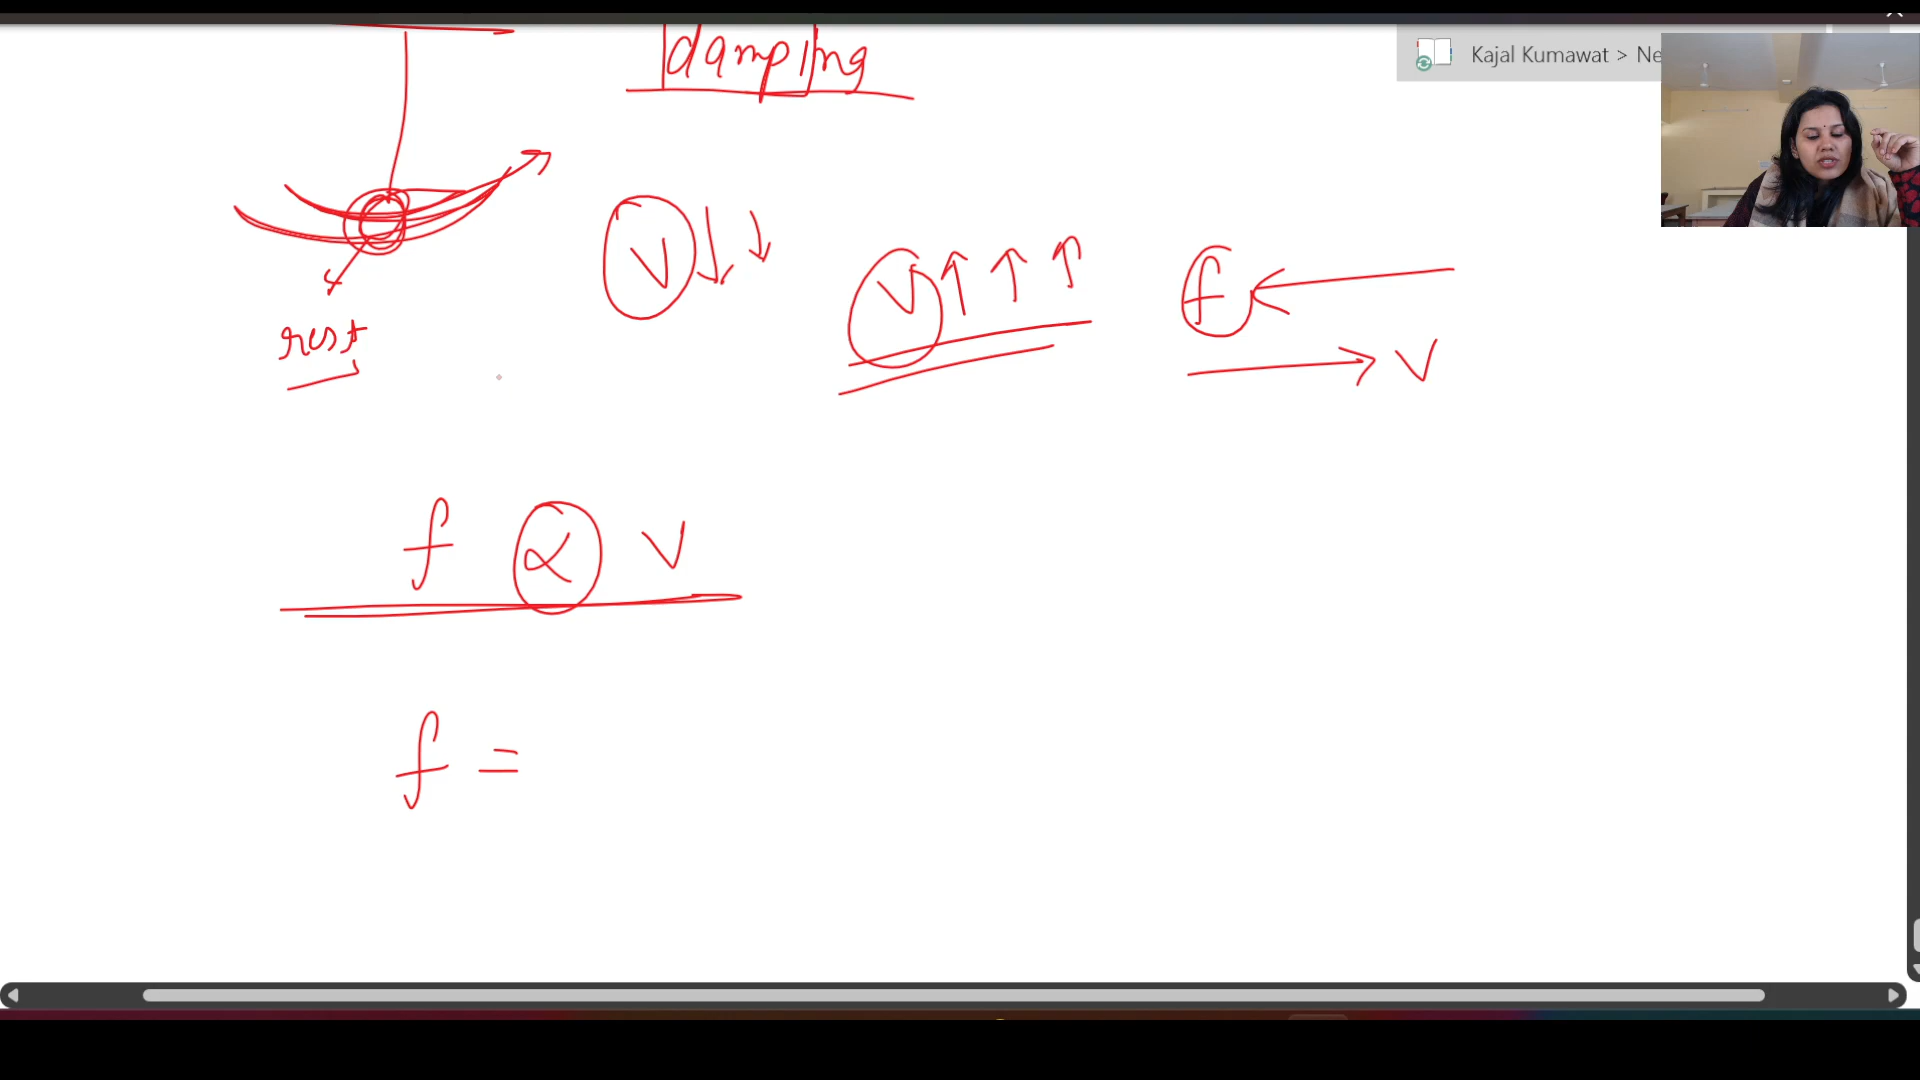 damping
Kajal Kumawat > Ne
v ↓ ↓
v ↑ ↑ ↑
f ←
→ v
rest
f α v
f =